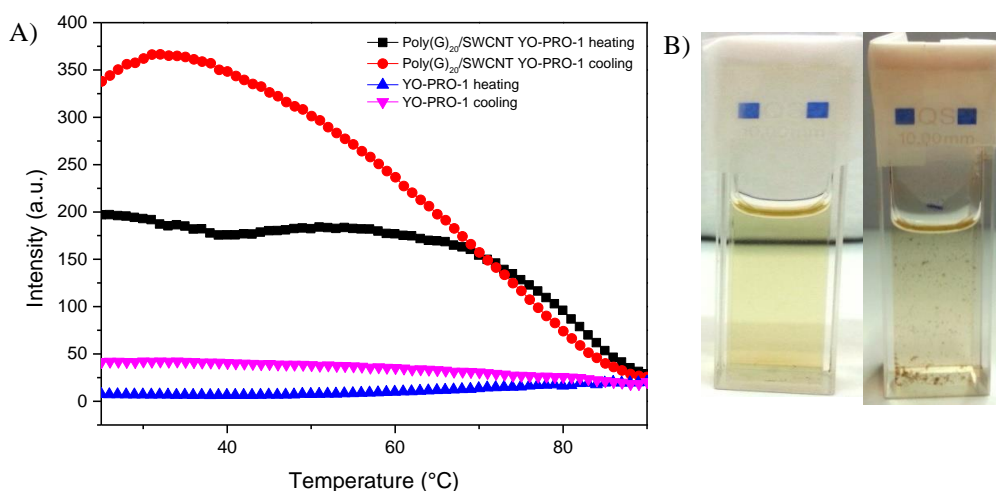 A)
B)
400
350
300
250
200
150
100
50
0
Intensity (a.u.)
40
60
80
Temperature (°C)
Poly(G)20/SWCNT YO-PRO-1 heating
Poly(G)20/SWCNT YO-PRO-1 cooling
YO-PRO-1 heating
YO-PRO-1 cooling
QS
QS
10.00mm